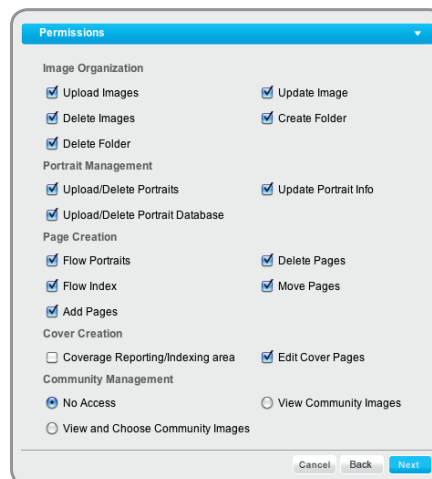 Permissions
Image Organization
Upload Images Update Image
Delete Images Create Folder
Delete Folder
Portrait Management
Upload/Delete Portraits Update Portrait Info
Upload/Delete Portrait Database
Page Creation
Flow Portraits Delete Pages
Flow Index Move Pages
Add Pages
Cover Creation
Coverage Reporting/Indexing area Edit Cover Pages
Community Management
No Access View Community Images
View and Choose Community Images
Cancel Back Next